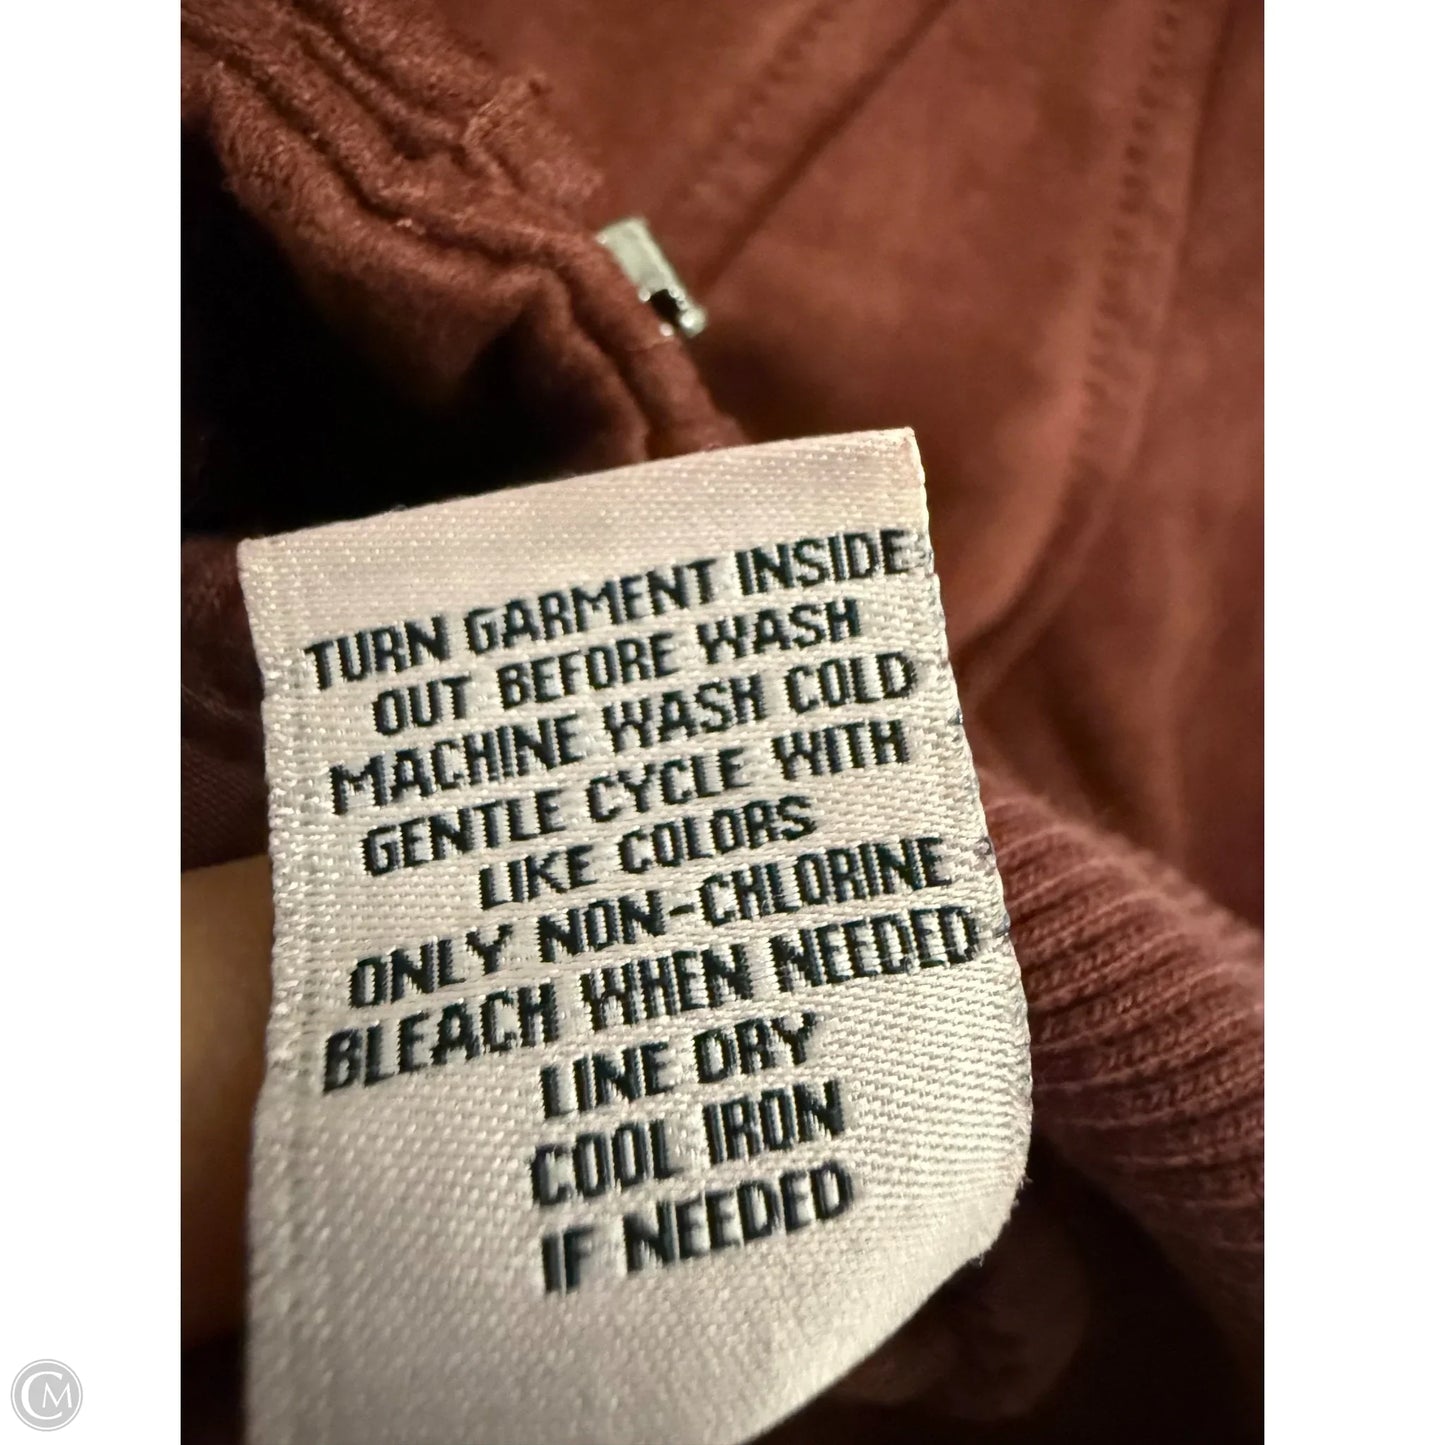 TURN GARMENT INSIDE
OUT BEFORE WASH
MACHINE WASH COLD
GENTLE CYCLE WITH
LIKE COLORS
ONLY NON-CHLORINE
BLEACH WHEN NEEDED
LINE DRY
COOL IRON
IF NEEDED
CM